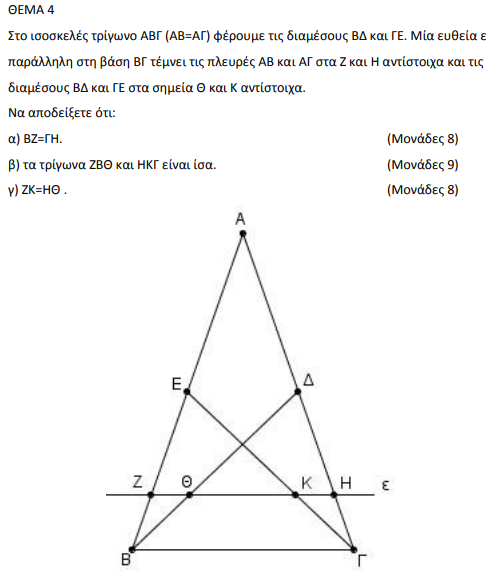 ΘΕΜΑ 4
Στο ισοσκελές τρίγωνο ΑΒΓ (ΑΒ=ΑΓ) φέρουμε τις διαμέσους ΒΔ και ΓΕ. Μία ευθεία ε
παράλληλη στη βάση ΒΓ τέμνει τις πλευρές ΑΒ και ΑΓ στα Ζ και Η αντίστοιχα και τις
διαμέσους ΒΔ και ΓΕ στα σημεία Θ και Κ αντίστοιχα.
Να αποδείξετε ότι:
α) ΒΖ=ΓΗ. (Μονάδες 8)
β) τα τρίγωνα ΖΒΘ και ΗΚΓ είναι ίσα. (Μονάδες 9)
γ) ΖΚ=ΗΘ . (Μονάδες 8)
Α
Ε Δ
Ζ Θ Κ Η ε
Β Γ